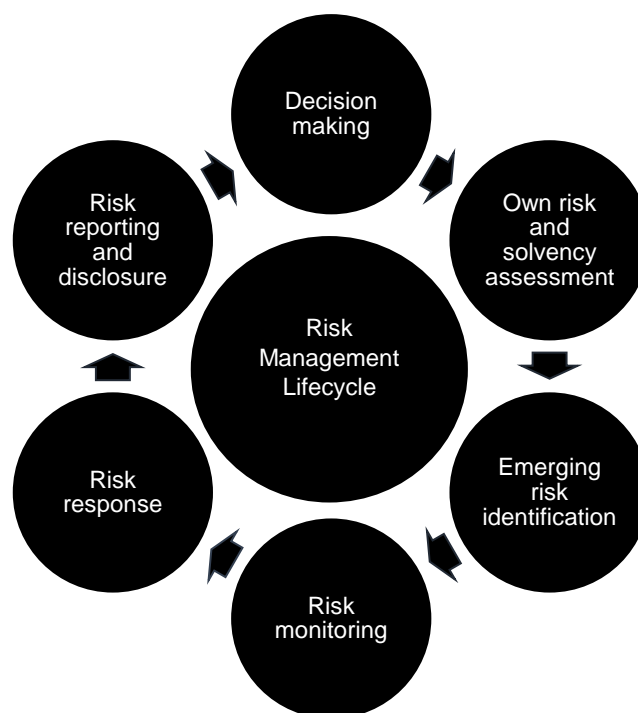 Decision
making
Own risk
and
solvency
assessment
Emerging
risk
identification
Risk
monitoring
Risk
response
Risk
reporting
and
disclosure
Risk
Management
Lifecycle